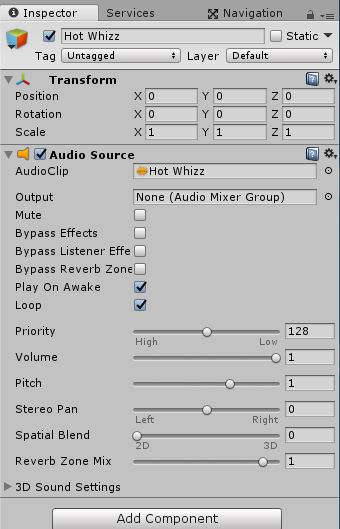 Inspector Services Navigation
Hot Whizz Static
Tag Untagged Layer Default
Transform
Position X 0 Y 0 Z 0
Rotation X 0 Y 0 Z 0
Scale X 1 Y 1 Z 1
Audio Source
AudioClip Hot Whizz
Output None (Audio Mixer Group)
Mute
Bypass Effects
Bypass Listener Effe
Bypass Reverb Zone
Play On Awake
Loop
Priority 128
High Low
Volume 1
Pitch 1
Stereo Pan 0
Left Right
Spatial Blend 0
2D 3D
Reverb Zone Mix 1
3D Sound Settings
Add Component